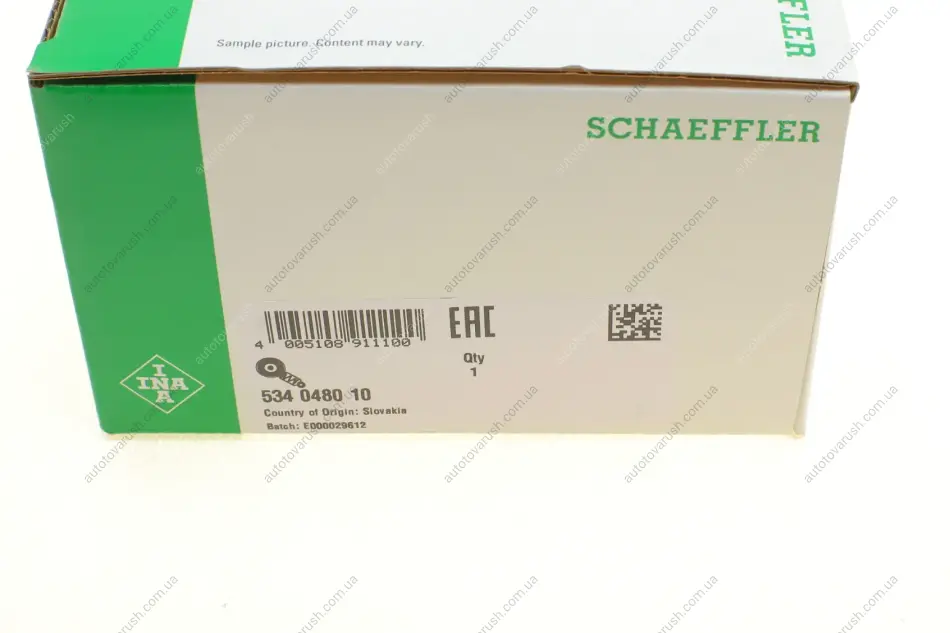 FFLER
Sample picture. Content may vary.
SCHAEFFLER
EAC
4 005108 911100
Qty
1
I
INA
A
534 0480 10
Country of Origin: Slovakia
Batch: E000029612
autotovarush.com.ua